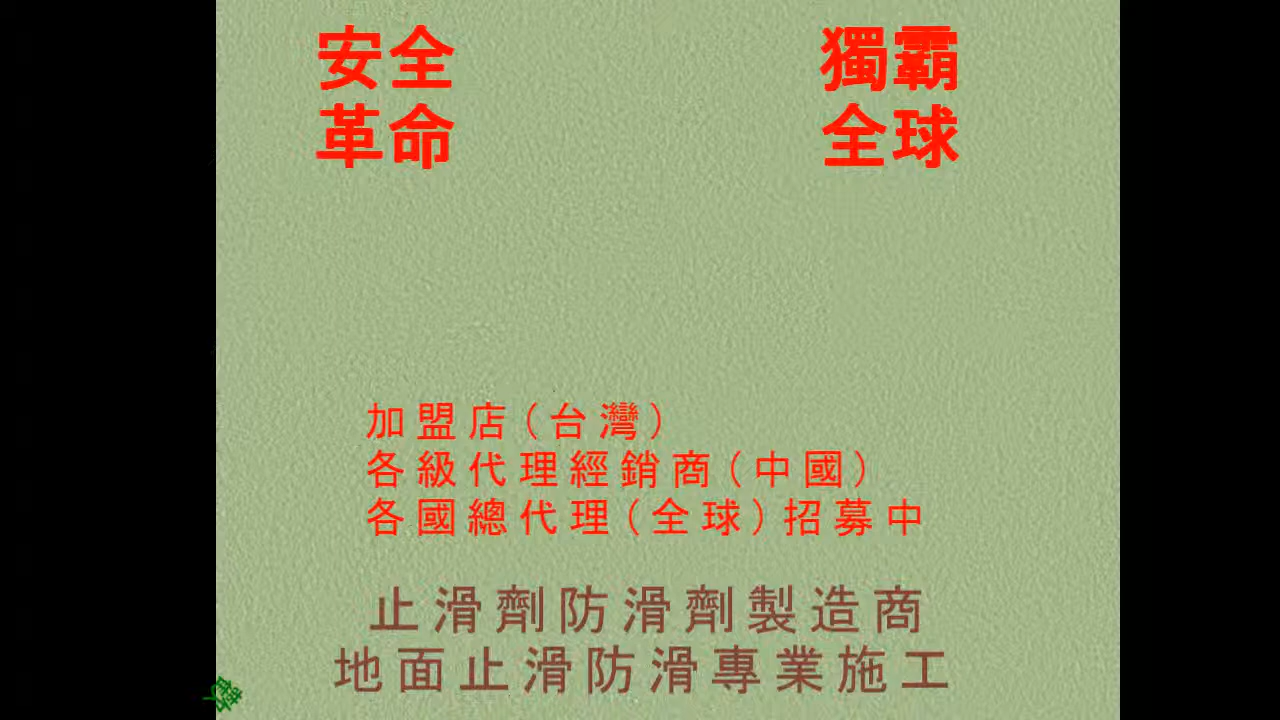 安全
革命
獨霸
全球
加盟店(台灣)
各級代理經銷商(中國)
各國總代理(全球)招募中
止滑劑防滑劑製造商
地面止滑防滑專業施工